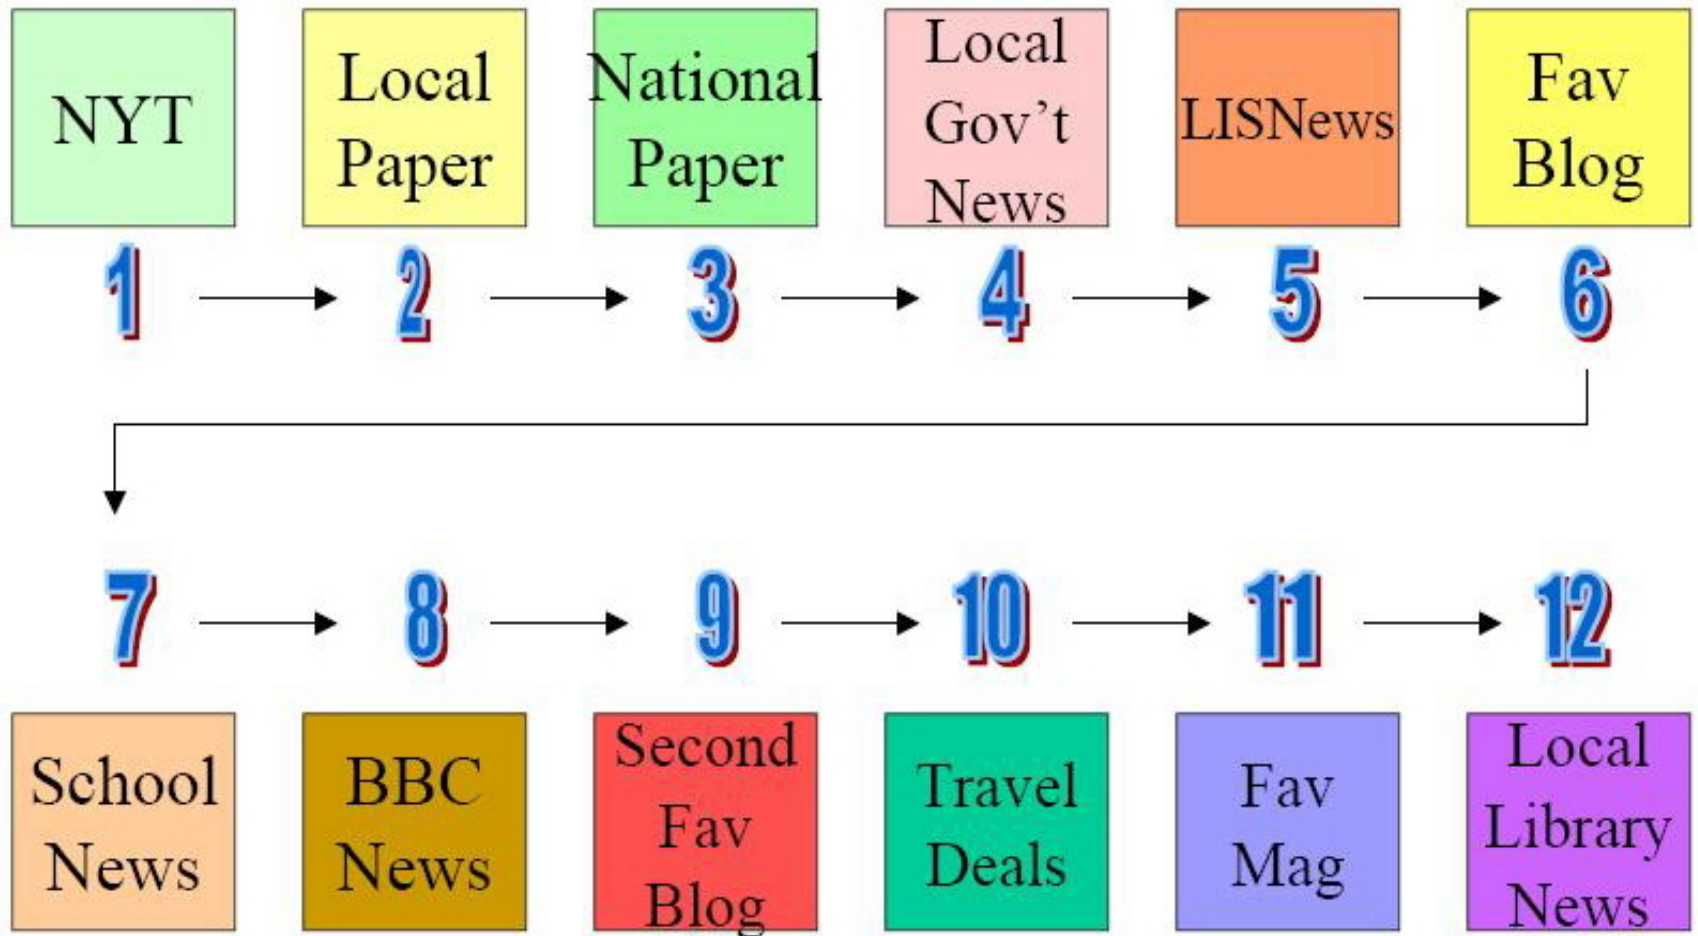 NYT
Local
Paper
National
Paper
Local
Gov't
News
LISNews
Fav
Blog
1
2
3
4
5
6
7
8
9
10
11
12
School
News
BBC
News
Second
Fav
Blog
Travel
Deals
Fav
Mag
Local
Library
News